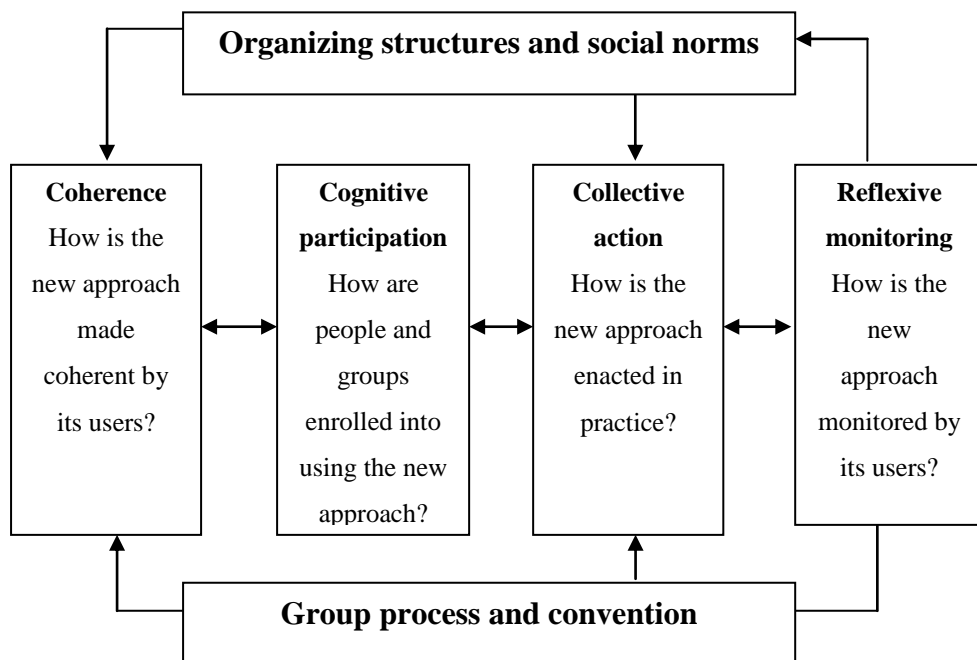 Organizing structures and social norms
Coherence
How is the
new approach
made
coherent by
its users?
Cognitive
participation
How are
people and
groups
enrolled into
using the new
approach?
Collective
action
How is the
new approach
enacted in
practice?
Reflexive
monitoring
How is the
new
approach
monitored by
its users?
Group process and convention